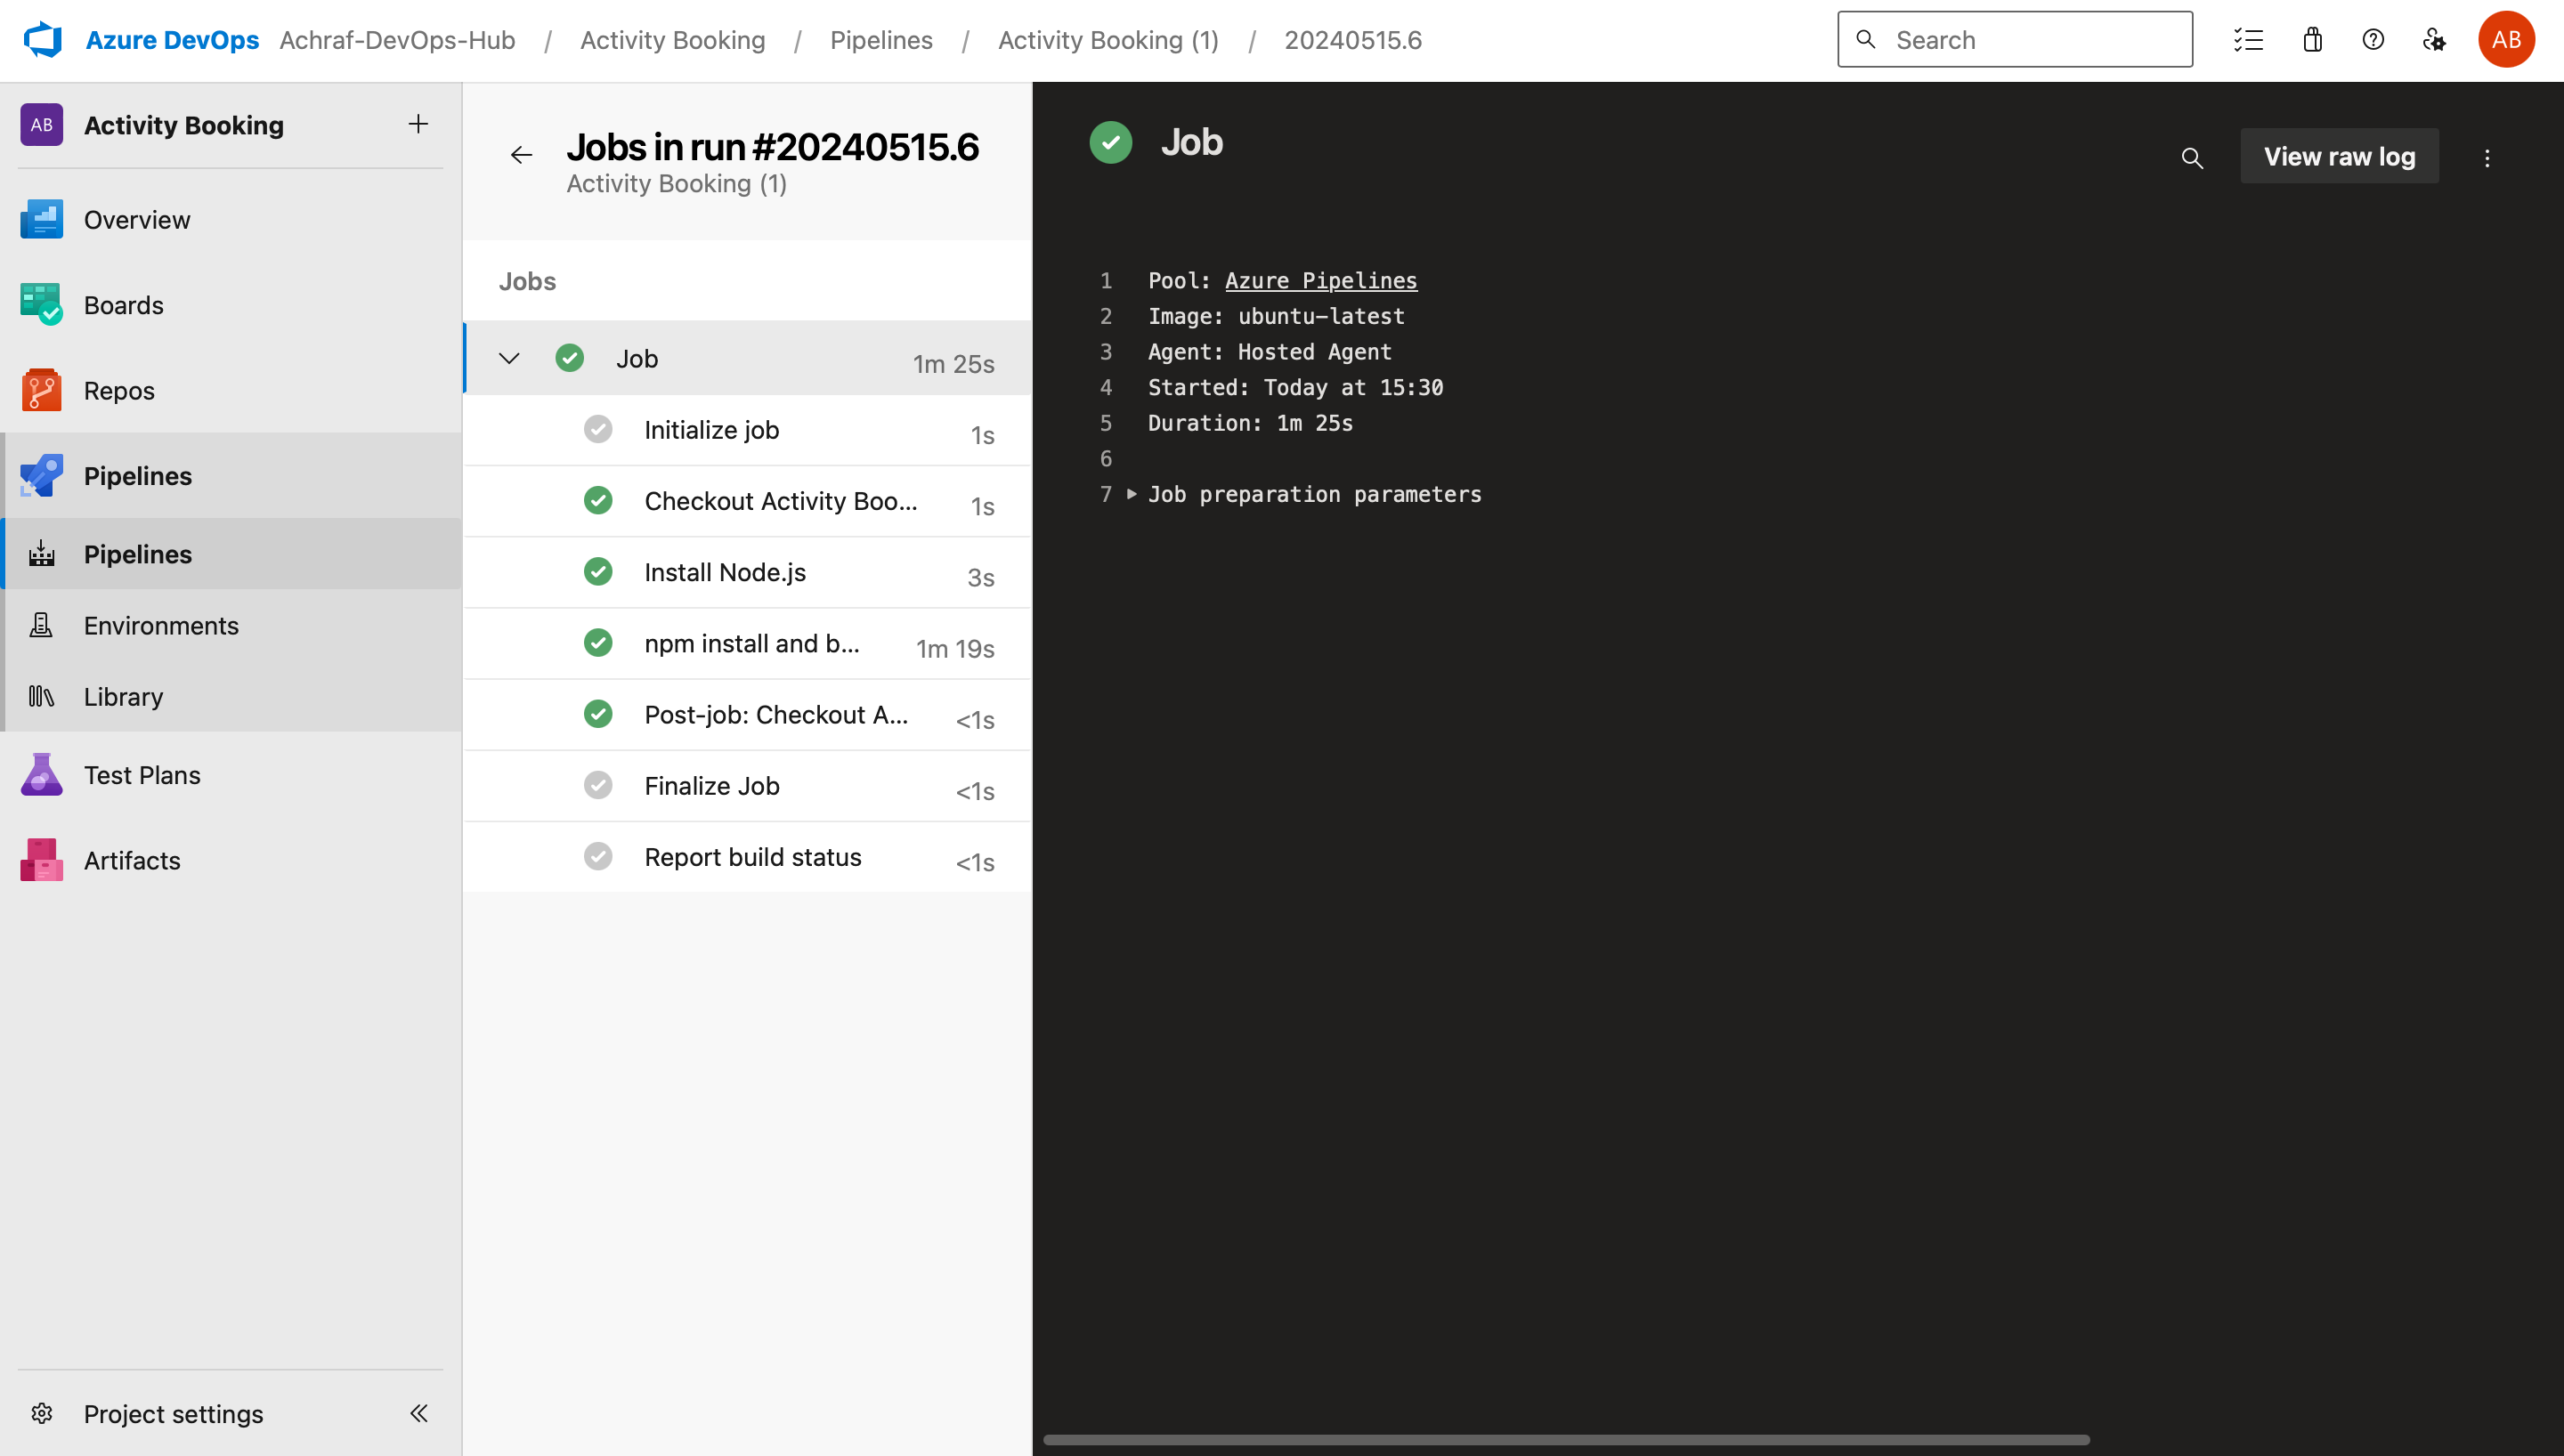 Azure DevOps Achraf-DevOps-Hub / Activity Booking / Pipelines / Activity Booking (1) / 20240515.6
Search
AB
AB Activity Booking
Overview
Boards
Repos
Pipelines
Pipelines
Environments
Library
Test Plans
Artifacts
Project settings
Jobs in run #20240515.6
Activity Booking (1)
Jobs
Job 1m 25s
Initialize job 1s
Checkout Activity Boo... 1s
Install Node.js 3s
npm install and b... 1m 19s
Post-job: Checkout A... <1s
Finalize Job <1s
Report build status <1s
Job
View raw log
1 Pool: Azure Pipelines
2 Image: ubuntu-latest
3 Agent: Hosted Agent
4 Started: Today at 15:30
5 Duration: 1m 25s
6
7 Job preparation parameters